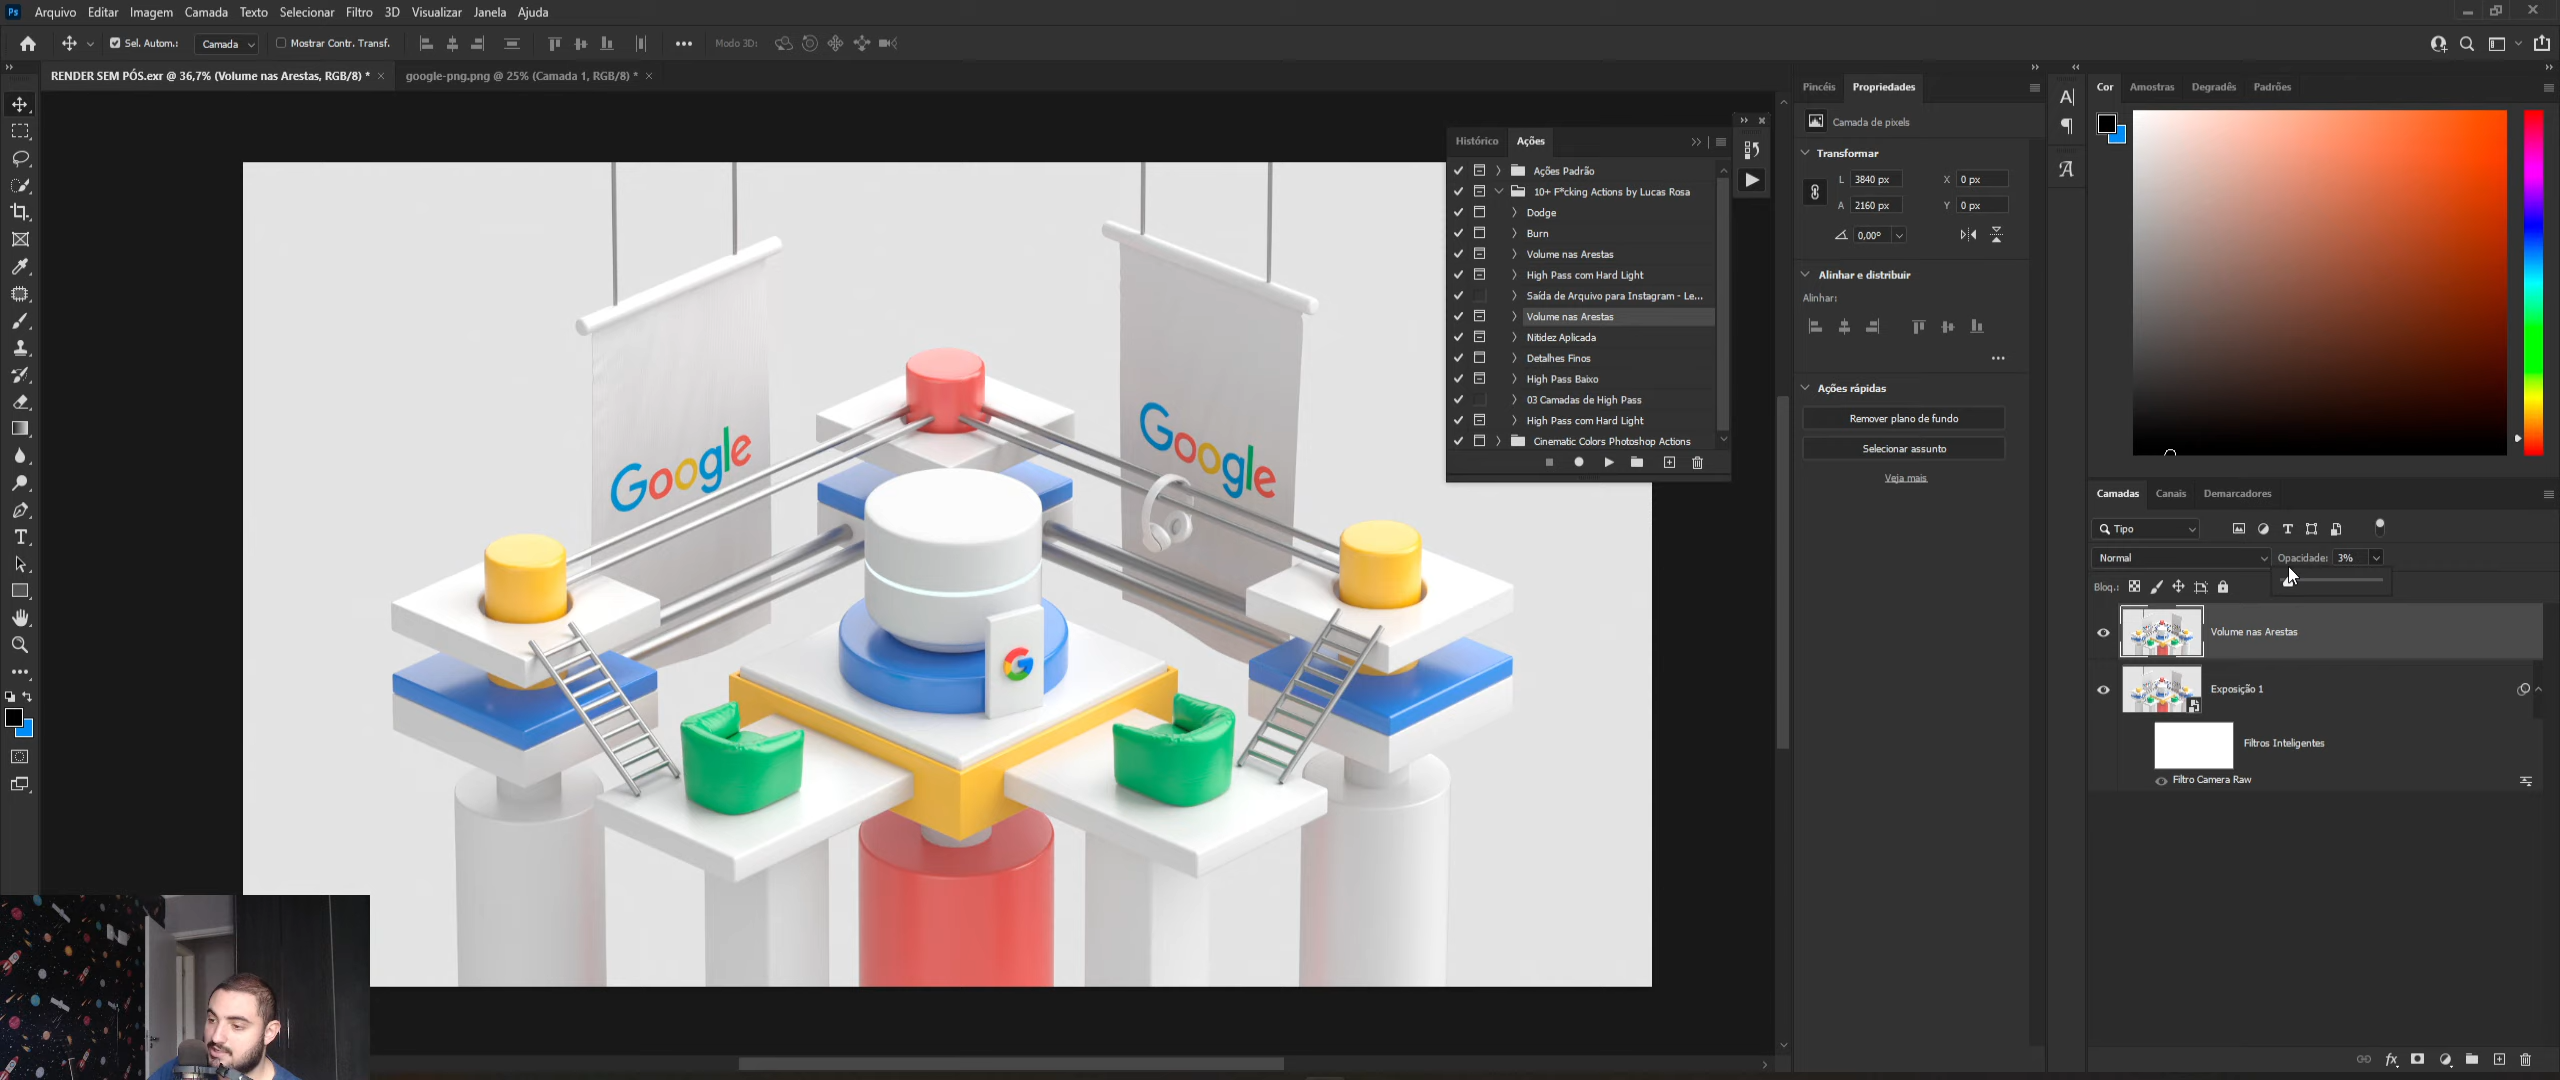 Ps Arquivo Editar Imagem Camada Texto Selecionar Filtro 3D Visualizar Janela Ajuda
Sel. Autom.: Camada Mostrar Contr. Transf. Modo 3D:
RENDER SEM PÓS.exr @ 36,7% (Volume nas Arestas, RGB/8) *
google-png.png @ 25% (Camada 1, RGB/8) *
Google
Google
G
Histórico Ações
Ações Padrão
10+ F*cking Actions by Lucas Rosa
Dodge
Burn
Volume nas Arestas
High Pass com Hard Light
Saída de Arquivo para Instagram - Le...
Volume nas Arestas
Nitidez Aplicada
Detalhes Finos
High Pass Baixo
03 Camadas de High Pass
High Pass com Hard Light
Cinematic Colors Photoshop Actions
Pincéis Propriedades
Camada de pixels
Transformar
L 3840 px X 0 px
A 2160 px Y 0 px
0,00°
Alinhar e distribuir
Alinhar:
Ações rápidas
Remover plano de fundo
Selecionar assunto
Veja mais
Cor Amostras Degradês Padrões
Camadas Canais Demarcadores
Tipo
Normal Opacidade: 3%
Bloq.:
Volume nas Arestas
Exposição 1
Filtros Inteligentes
Filtro Camera Raw
fx